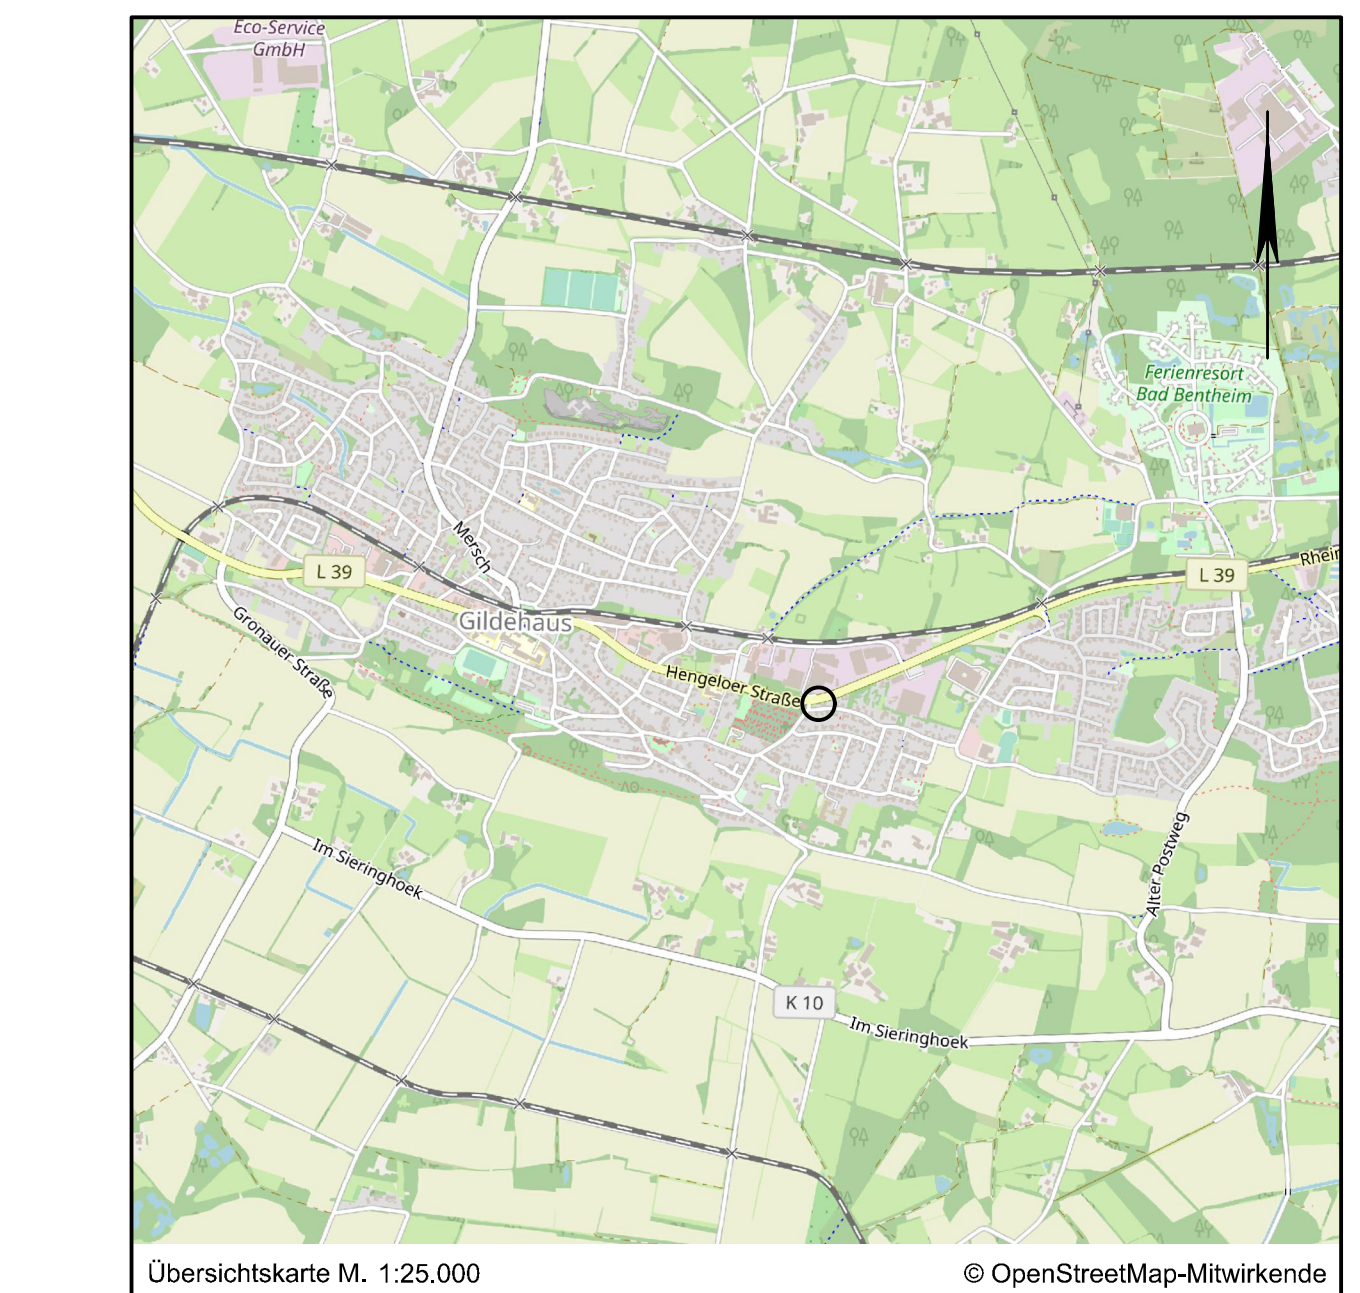 Eco-Service
GmbH
Ferienresort
Bad Bentheim
Mersch
L 39
L 39
Rhein
Gildehaus
Gronauer Straße
Hengeloer Straße
Im Sieringhoek
Alter Postweg
K 10
Im Sieringhoek
Übersichtskarte M. 1:25.000
© OpenStreetMap-Mitwirkende